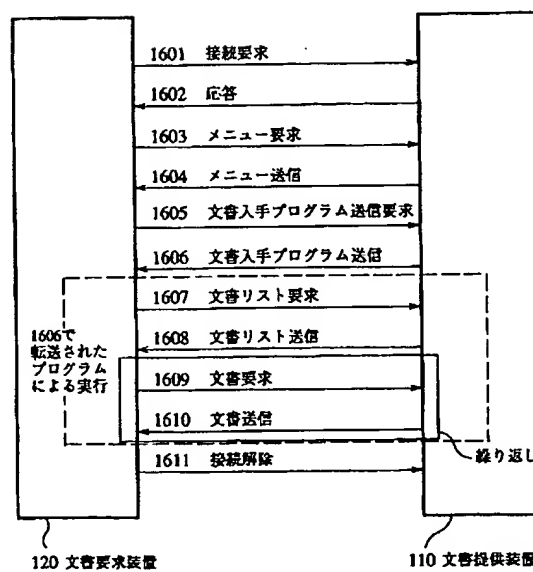 1601 接続要求
1602 応答
1603 メニュー要求
1604 メニュー送信
1605 文書入手プログラム送信要求
1606 文書入手プログラム送信
1607 文書リスト要求
1606で
転送された
プログラム
による実行
1608 文書リスト送信
1609 文書要求
1610 文書送信
繰り返し
1611 接続解除
120 文書要求装置
110 文書提供装置